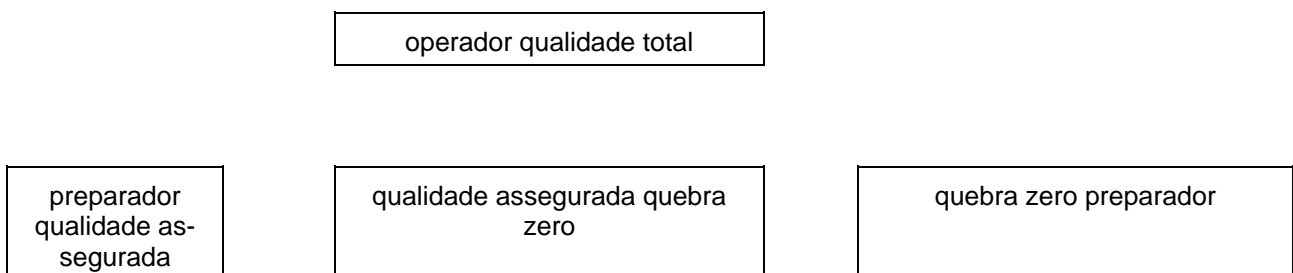 operador qualidade total
preparador
qualidade as-
segurada
qualidade assegurada quebra
zero
quebra zero preparador